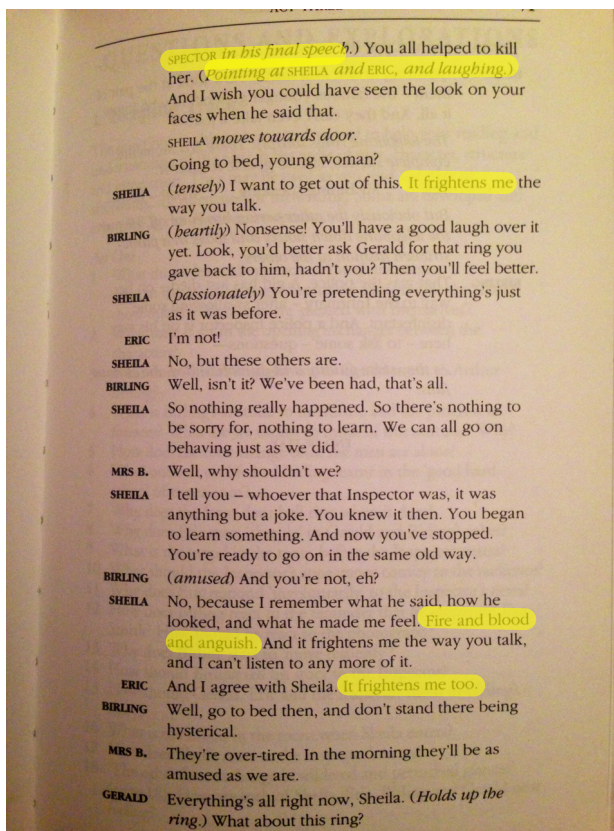 SPECTOR in his final speech.) You all helped to kill
her. (Pointing at SHEILA and ERIC, and laughing.)
And I wish you could have seen the look on your
faces when he said that.
SHEILA moves towards door.
Going to bed, young woman?
SHEILA (tensely) I want to get out of this. It frightens me the
way you talk.
BIRLING (heartily) Nonsense! You'll have a good laugh over it
yet. Look, you'd better ask Gerald for that ring you
gave back to him, hadn't you? Then you'll feel better.
SHEILA (passionately) You're pretending everything's just
as it was before.
ERIC I'm not!
SHEILA No, but these others are.
BIRLING Well, isn't it? We've been had, that's all.
SHEILA So nothing really happened. So there's nothing to
be sorry for, nothing to learn. We can all go on
behaving just as we did.
MRS B. Well, why shouldn't we?
SHEILA I tell you – whoever that Inspector was, it was
anything but a joke. You knew it then. You began
to learn something. And now you've stopped.
You're ready to go on in the same old way.
BIRLING (amused) And you're not, eh?
SHEILA No, because I remember what he said, how he
looked, and what he made me feel. Fire and blood
and anguish. And it frightens me the way you talk,
and I can't listen to any more of it.
ERIC And I agree with Sheila. It frightens me too.
BIRLING Well, go to bed then, and don't stand there being
hysterical.
MRS B. They're over-tired. In the morning they'll be as
amused as we are.
GERALD Everything's all right now, Sheila. (Holds up the
ring.) What about this ring?